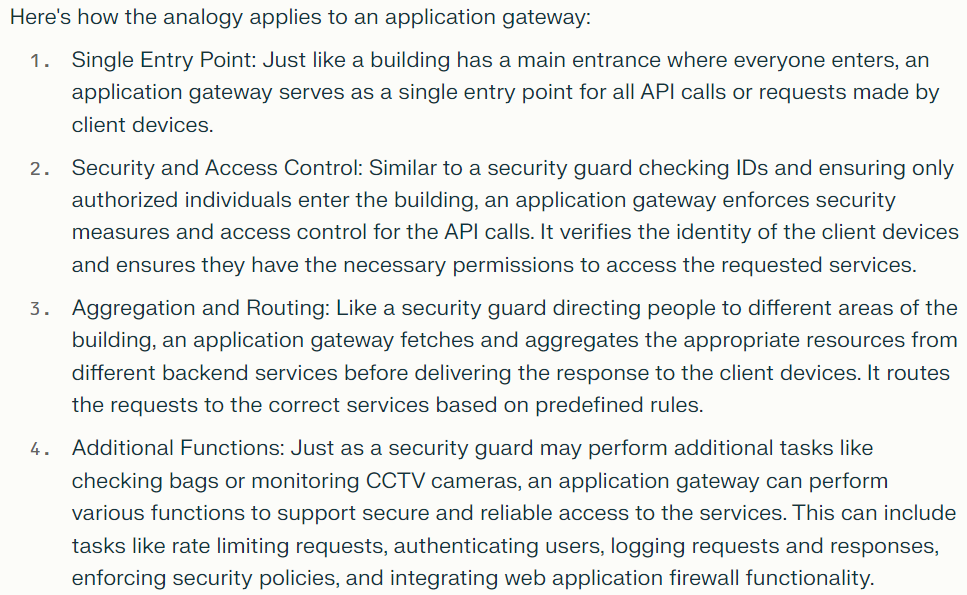 Here's how the analogy applies to an application gateway:
1. Single Entry Point: Just like a building has a main entrance where everyone enters, an
application gateway serves as a single entry point for all API calls or requests made by
client devices.
2. Security and Access Control: Similar to a security guard checking IDs and ensuring only
authorized individuals enter the building, an application gateway enforces security
measures and access control for the API calls. It verifies the identity of the client devices
and ensures they have the necessary permissions to access the requested services.
3. Aggregation and Routing: Like a security guard directing people to different areas of the
building, an application gateway fetches and aggregates the appropriate resources from
different backend services before delivering the response to the client devices. It routes
the requests to the correct services based on predefined rules.
4. Additional Functions: Just as a security guard may perform additional tasks like
checking bags or monitoring CCTV cameras, an application gateway can perform
various functions to support secure and reliable access to the services. This can include
tasks like rate limiting requests, authenticating users, logging requests and responses,
enforcing security policies, and integrating web application firewall functionality.